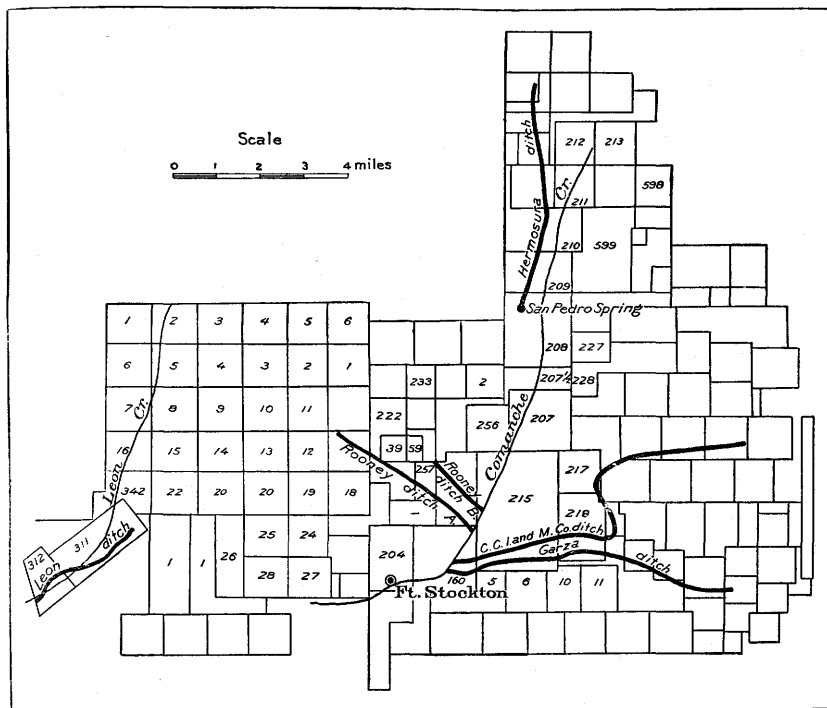 Scale
0 1 2 3 4 miles
212 213
598
Hermosura ditch
Cr.
211
210 599
209
San Pedro Spring
208 227
207½ 228
207
Comanche
1 2 3 4 5 6
6 5 4 3 2 1
7 8 9 10 11
16 15 14 13 12
342 22 20 20 19 18
Leon Cr.
25 24
1 1 26
28 27
312 311
Leon ditch
233 2
222
256
39 59
257
Rooney ditch A
Rooney ditch B
1
215
217
218
C.C.I. and M. Co. ditch
Garza ditch
204
Ft. Stockton
160 5 6 10 11